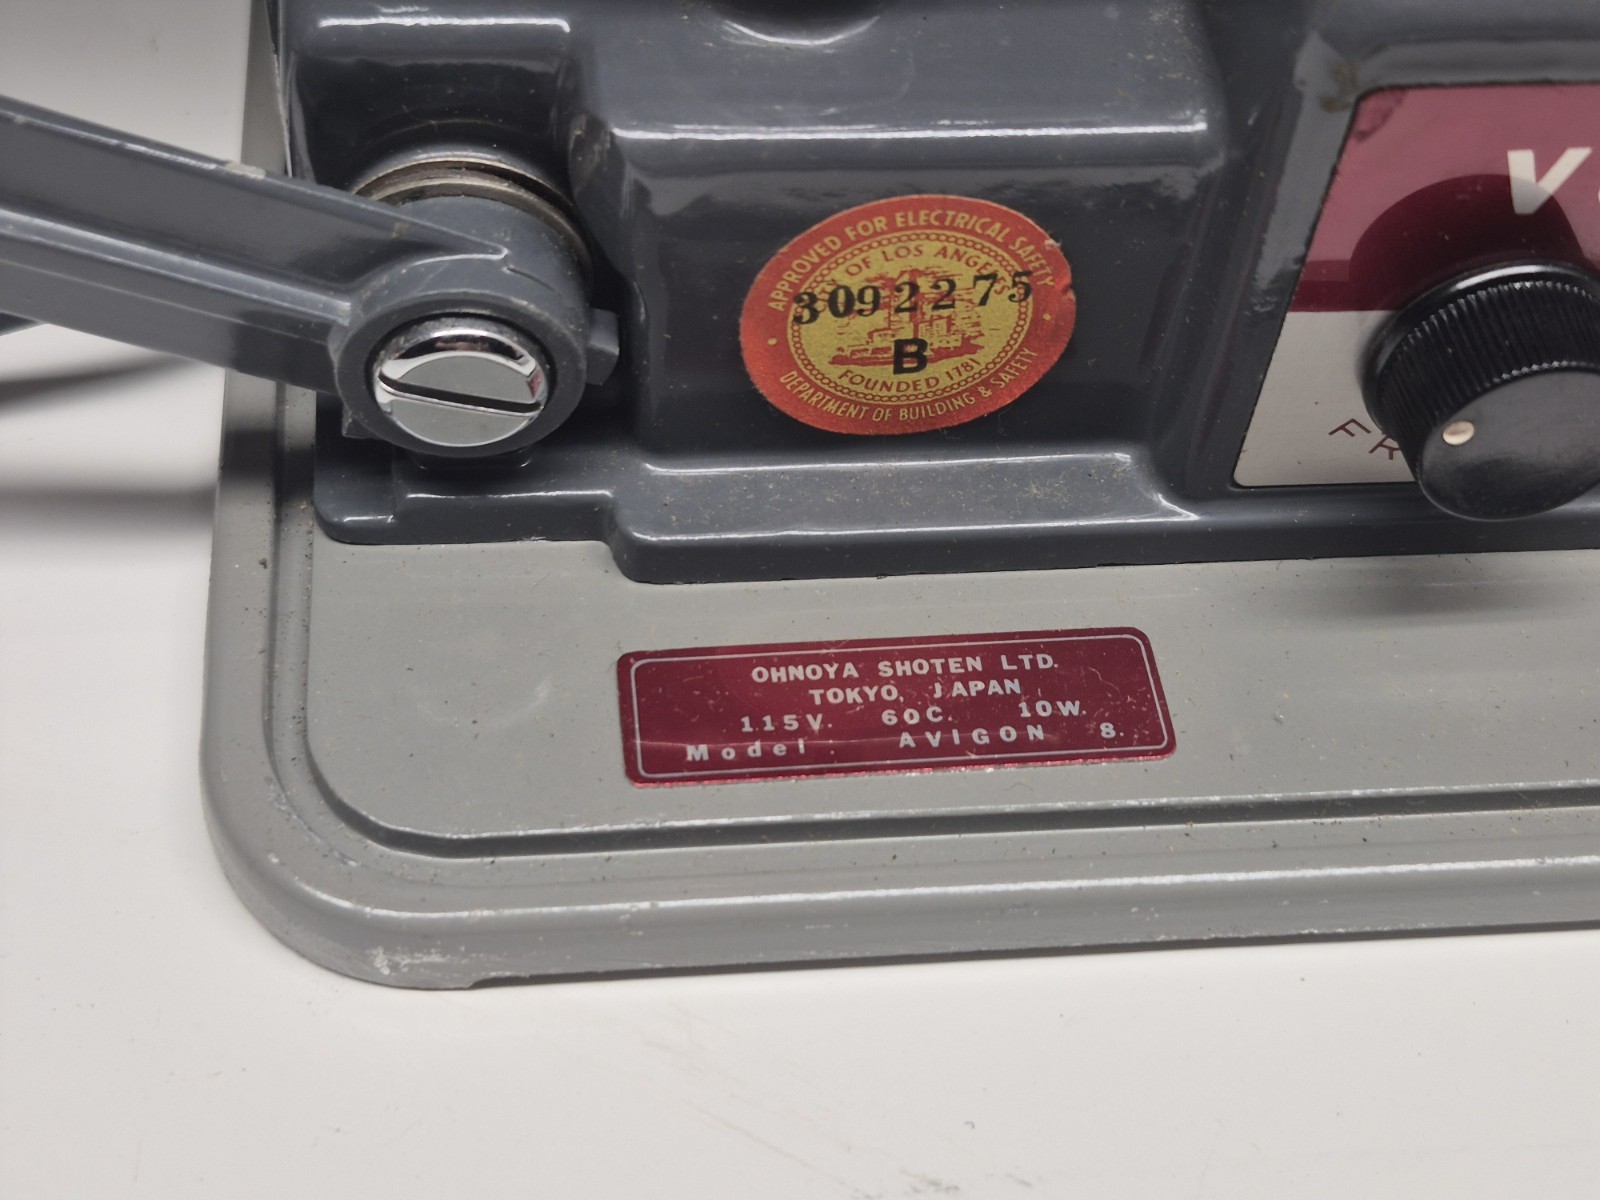 APPROVED FOR ELECTRICAL SAFETY
OF LOS ANGELES
3092275
B
FOUNDED 1781
DEPARTMENT OF BUILDING & SAFETY
OHNOYA SHOTEN LTD.
TOKYO, JAPAN
115V. 60C. 10W.
Model : AVIGON 8.